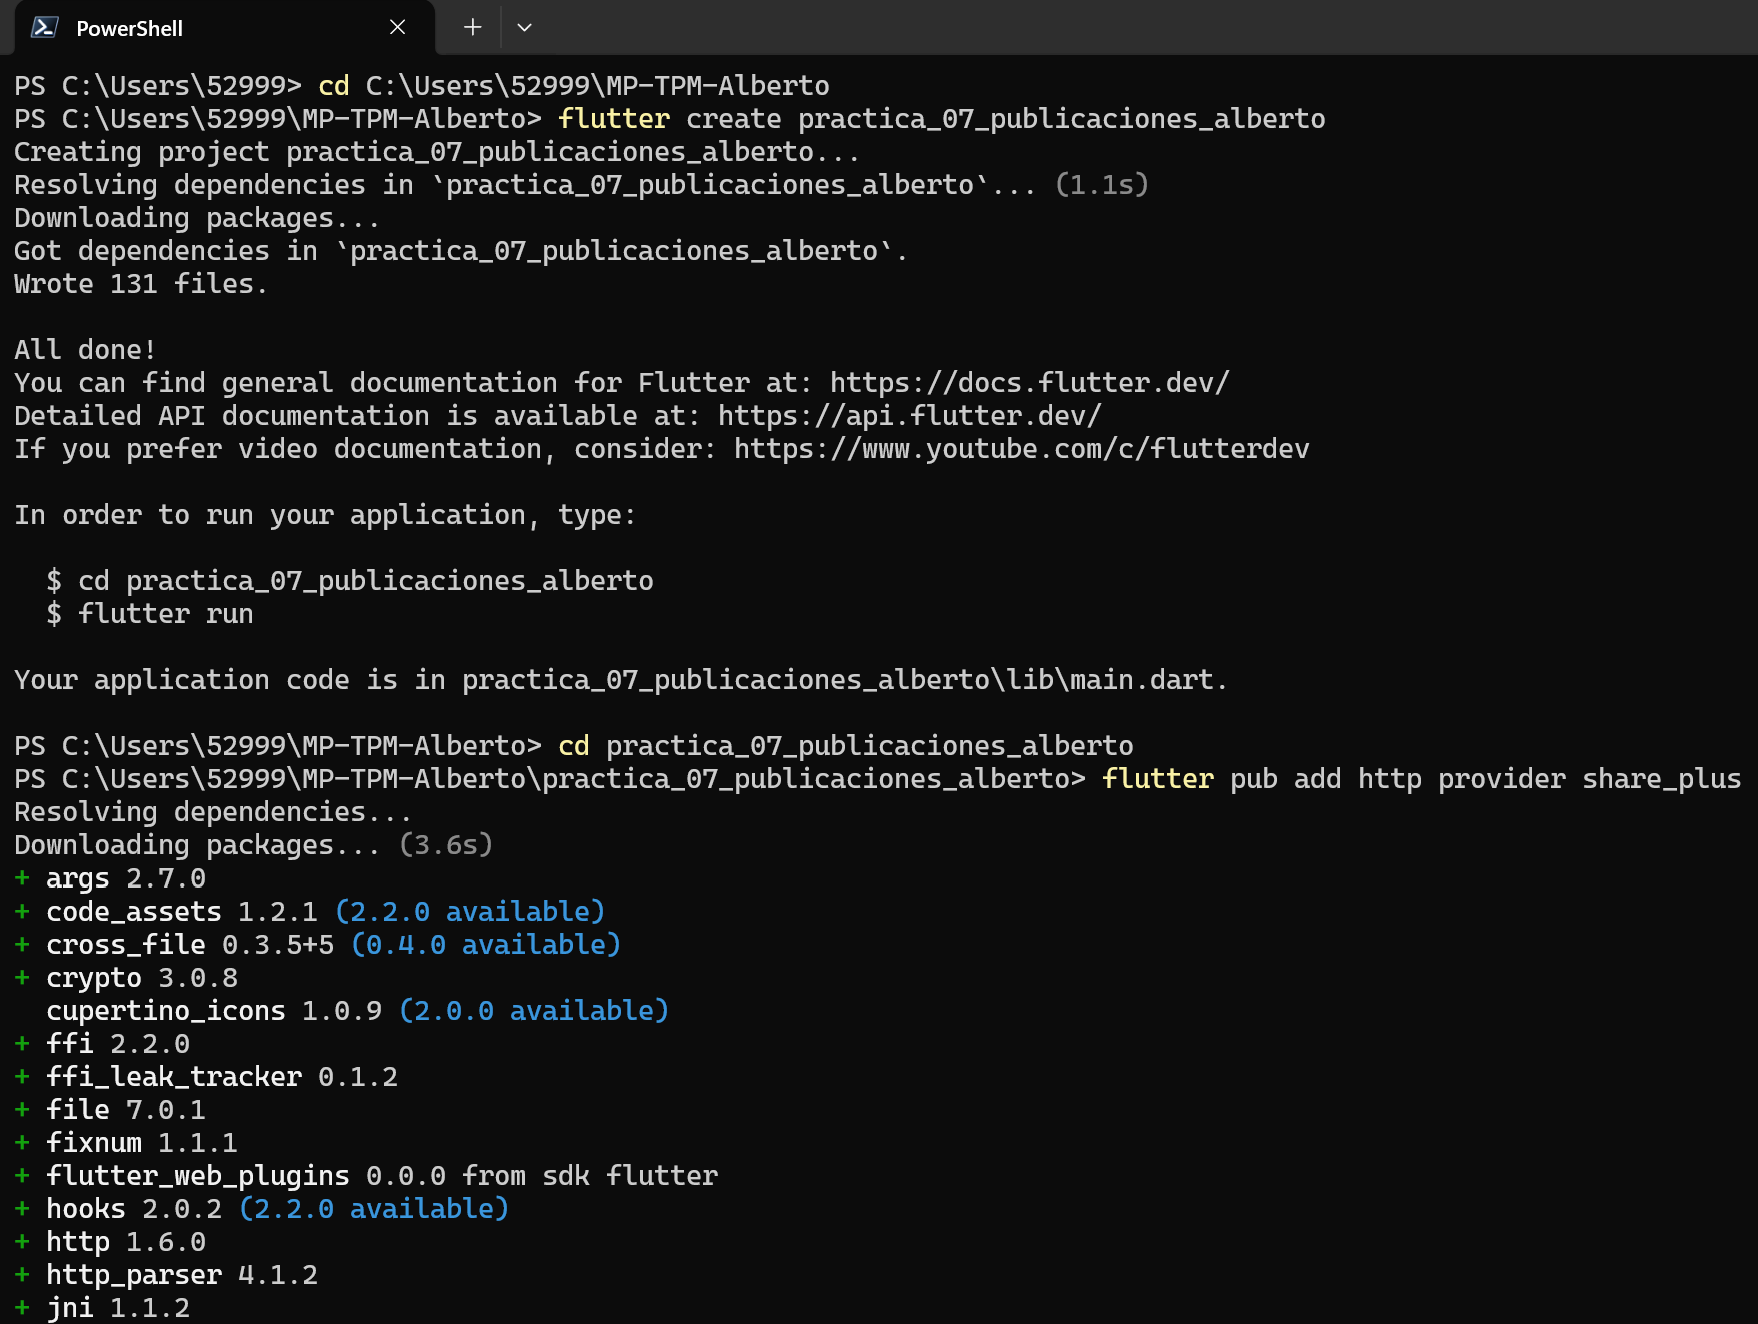 PowerShell
PS C:\Users\52999> cd C:\Users\52999\MP-TPM-Alberto
PS C:\Users\52999\MP-TPM-Alberto> flutter create practica_07_publicaciones_alberto
Creating project practica_07_publicaciones_alberto...
Resolving dependencies in `practica_07_publicaciones_alberto`... (1.1s)
Downloading packages...
Got dependencies in `practica_07_publicaciones_alberto`.
Wrote 131 files.
All done!
You can find general documentation for Flutter at: https://docs.flutter.dev/
Detailed API documentation is available at: https://api.flutter.dev/
If you prefer video documentation, consider: https://www.youtube.com/c/flutterdev
In order to run your application, type:
$ cd practica_07_publicaciones_alberto
$ flutter run
Your application code is in practica_07_publicaciones_alberto\lib\main.dart.
PS C:\Users\52999\MP-TPM-Alberto> cd practica_07_publicaciones_alberto
PS C:\Users\52999\MP-TPM-Alberto\practica_07_publicaciones_alberto> flutter pub add http provider share_plus
Resolving dependencies...
Downloading packages... (3.6s)
+ args 2.7.0
+ code_assets 1.2.1 (2.2.0 available)
+ cross_file 0.3.5+5 (0.4.0 available)
+ crypto 3.0.8
cupertino_icons 1.0.9 (2.0.0 available)
+ ffi 2.2.0
+ ffi_leak_tracker 0.1.2
+ file 7.0.1
+ fixnum 1.1.1
+ flutter_web_plugins 0.0.0 from sdk flutter
+ hooks 2.0.2 (2.2.0 available)
+ http 1.6.0
+ http_parser 4.1.2
+ jni 1.1.2